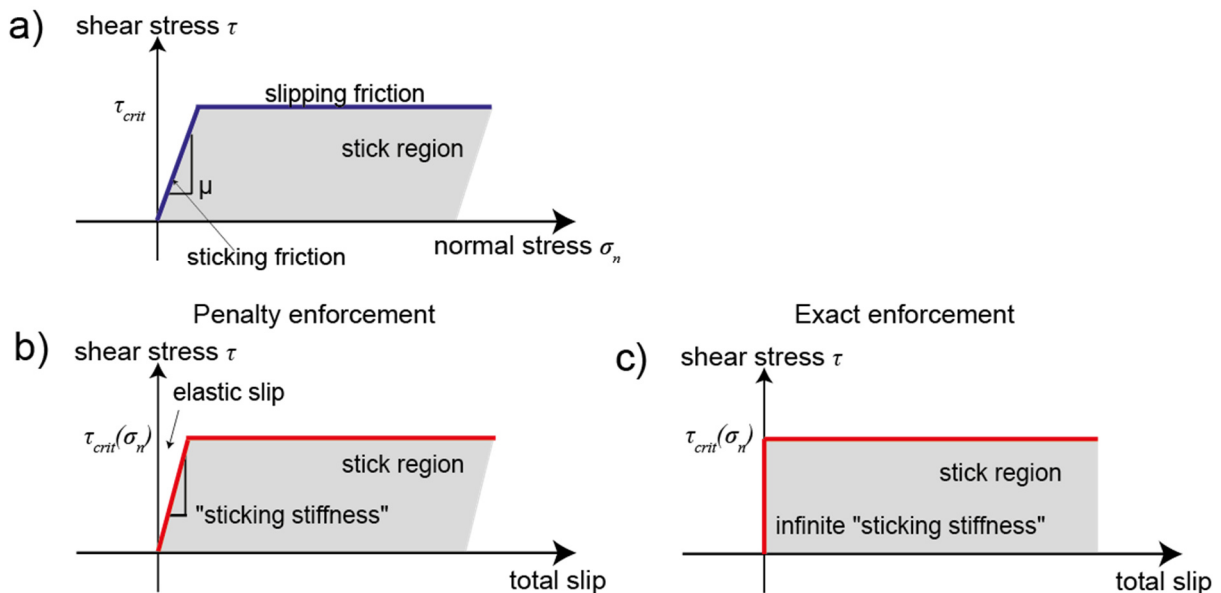 a)
shear stress τ
τcrit
slipping friction
stick region
μ
sticking friction
normal stress σn
Penalty enforcement
b)
shear stress τ
elastic slip
τcrit(σn)
stick region
"sticking stiffness"
total slip
Exact enforcement
c)
shear stress τ
τcrit(σn)
stick region
infinite "sticking stiffness"
total slip